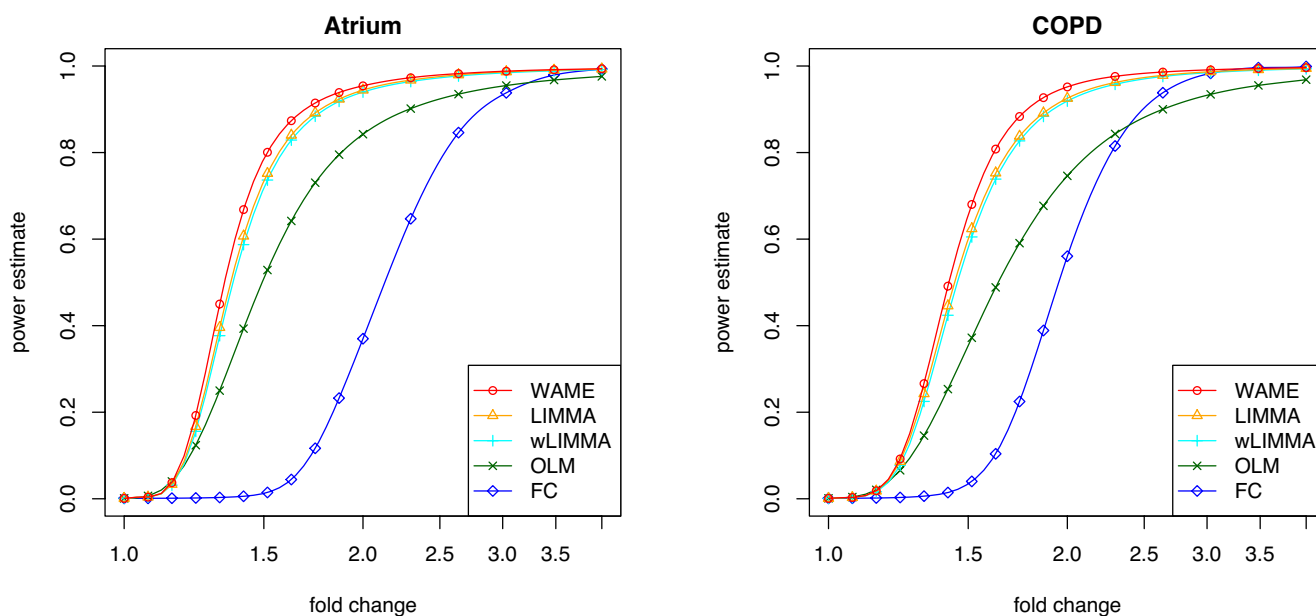 Atrium
power estimate
0.0 0.2 0.4 0.6 0.8 1.0
WAME
LIMMA
wLIMMA
OLM
FC
1.0 1.5 2.0 2.5 3.0 3.5
fold change
COPD
power estimate
0.0 0.2 0.4 0.6 0.8 1.0
WAME
LIMMA
wLIMMA
OLM
FC
1.0 1.5 2.0 2.5 3.0 3.5
fold change